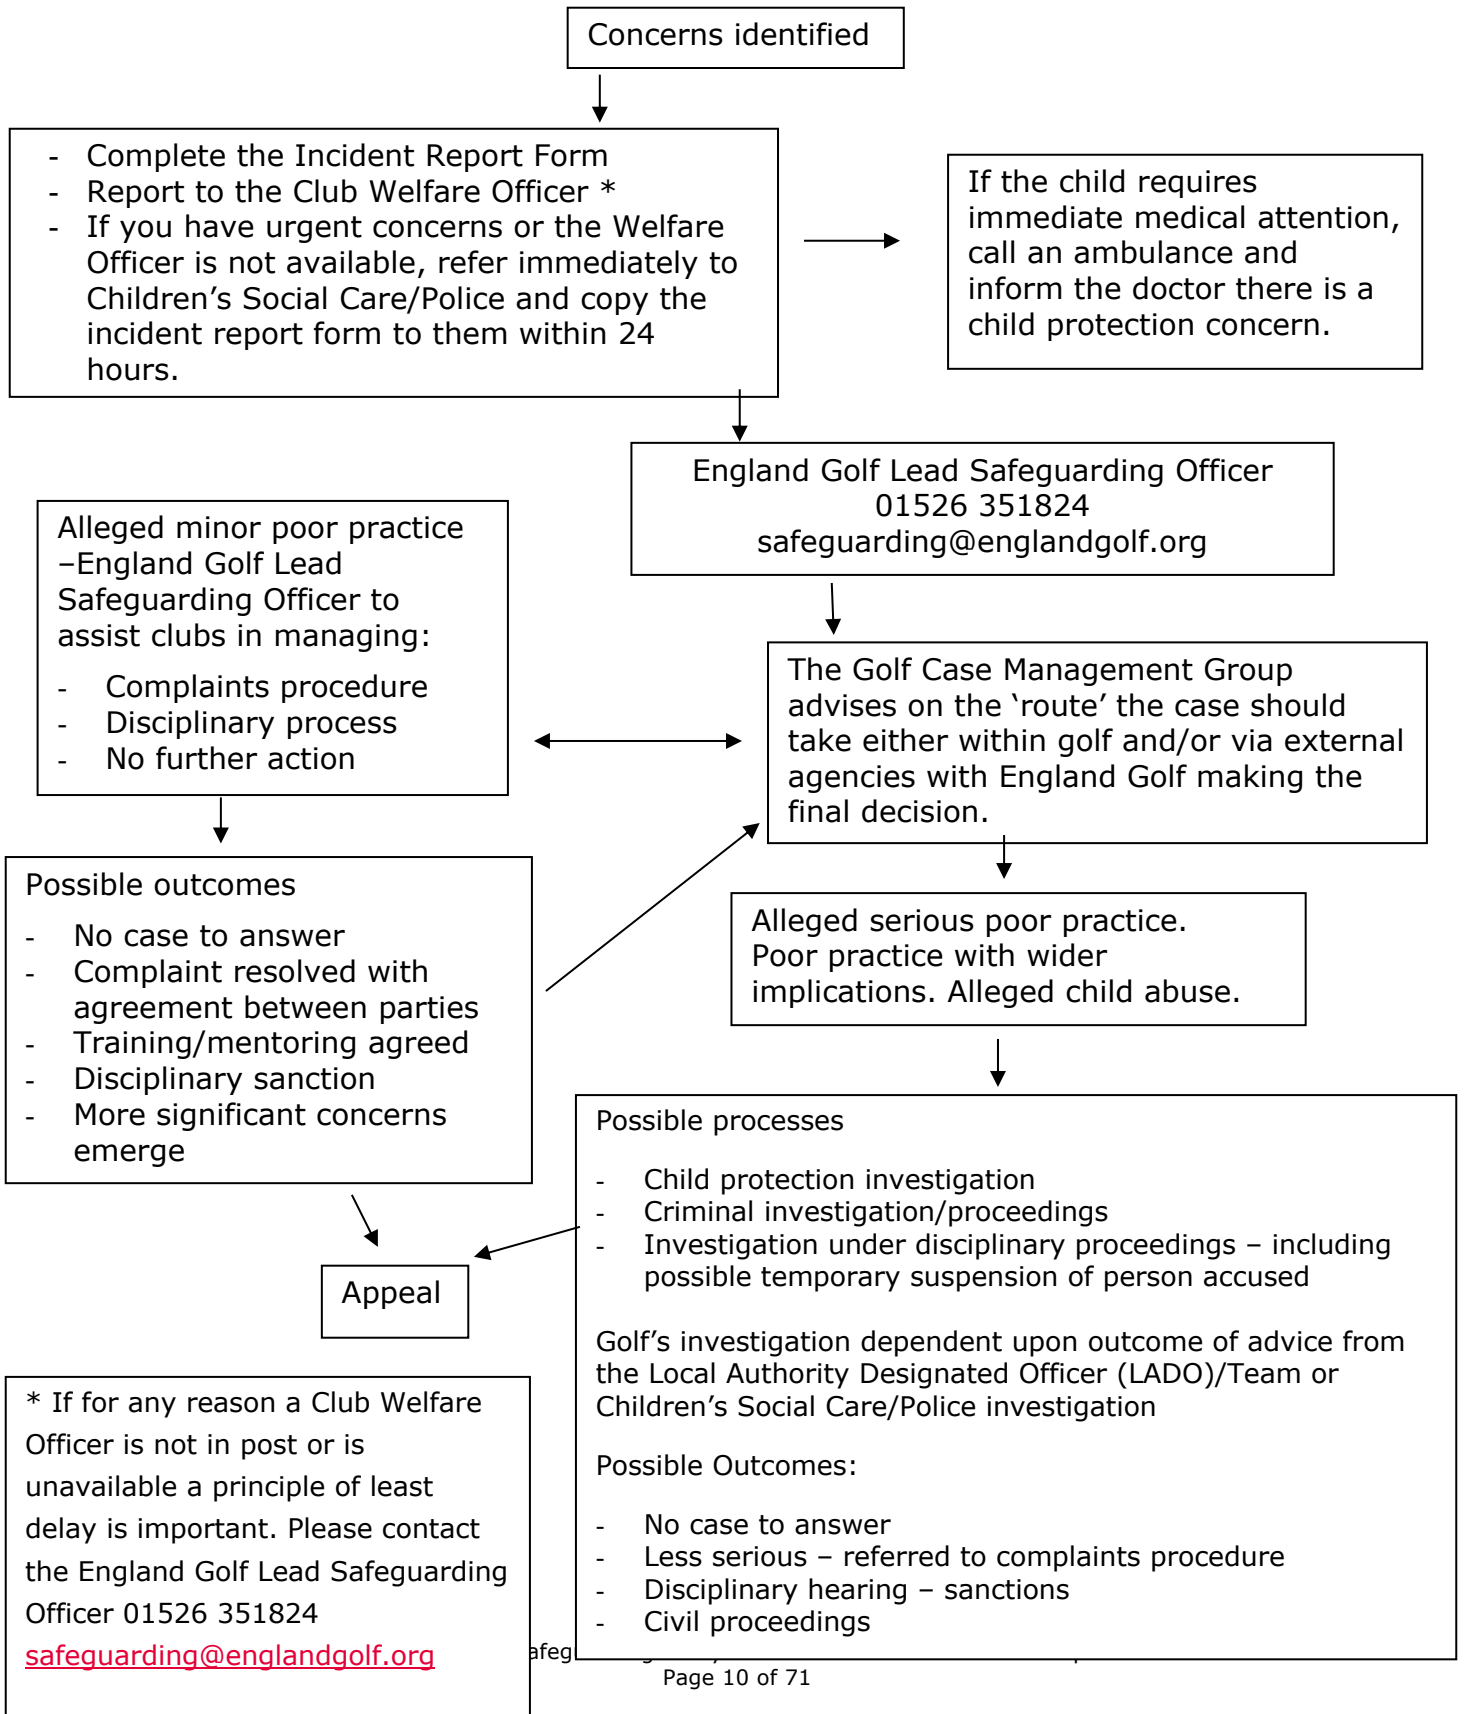 Concerns identified
- Complete the Incident Report Form
- Report to the Club Welfare Officer *
- If you have urgent concerns or the Welfare
Officer is not available, refer immediately to
Children’s Social Care/Police and copy the
incident report form to them within 24
hours.
If the child requires
immediate medical attention,
call an ambulance and
inform the doctor there is a
child protection concern.
England Golf Lead Safeguarding Officer
01526 351824
safeguarding@englandgolf.org
Alleged minor poor practice
–England Golf Lead
Safeguarding Officer to
assist clubs in managing:
- Complaints procedure
- Disciplinary process
- No further action
The Golf Case Management Group
advises on the ‘route’ the case should
take either within golf and/or via external
agencies with England Golf making the
final decision.
Possible outcomes
- No case to answer
- Complaint resolved with
agreement between parties
- Training/mentoring agreed
- Disciplinary sanction
- More significant concerns
emerge
Alleged serious poor practice.
Poor practice with wider
implications. Alleged child abuse.
Possible processes
- Child protection investigation
- Criminal investigation/proceedings
- Investigation under disciplinary proceedings – including
possible temporary suspension of person accused
Golf’s investigation dependent upon outcome of advice from
the Local Authority Designated Officer (LADO)/Team or
Children’s Social Care/Police investigation
Possible Outcomes:
- No case to answer
- Less serious – referred to complaints procedure
- Disciplinary hearing – sanctions
- Civil proceedings
Appeal
* If for any reason a Club Welfare
Officer is not in post or is
unavailable a principle of least
delay is important. Please contact
the England Golf Lead Safeguarding
Officer 01526 351824
safeguarding@englandgolf.org
Page 10 of 71